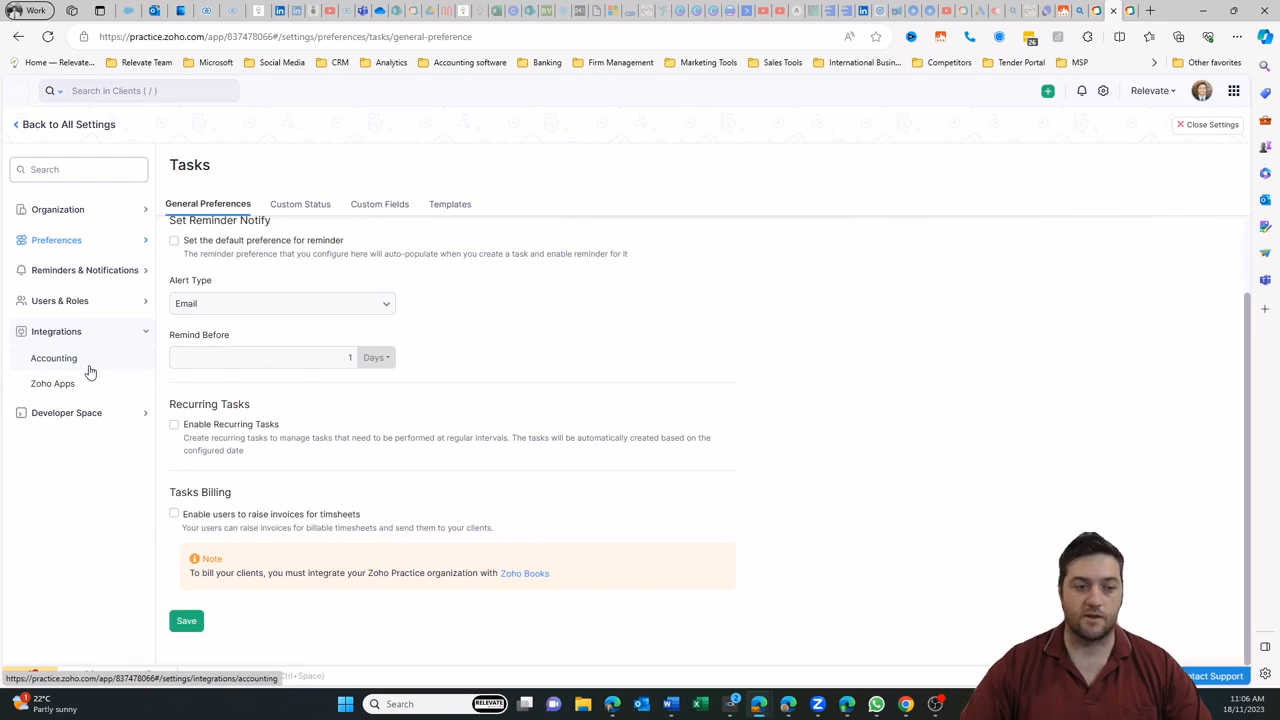 Work
https://practice.zoho.com/app/837478066#/settings/preferences/tasks/general-preference
26
Home — Relevate... Relevate Team Microsoft Social Media CRM Analytics Accounting software Banking Firm Management Marketing Tools Sales Tools International Busin... Competitors Tender Portal MSP Other favorites
Search in Clients ( / ) Relevate
Back to All Settings Close Settings
Search
Tasks
General Preferences Custom Status Custom Fields Templates
Organization
Preferences
Reminders & Notifications
Users & Roles
Integrations
Accounting
Zoho Apps
Developer Space
Set Reminder Notify
Set the default preference for reminder
The reminder preference that you configure here will auto-populate when you create a task and enable reminder for it
Alert Type
Email
Remind Before
1 Days
Recurring Tasks
Enable Recurring Tasks
Create recurring tasks to manage tasks that need to be performed at regular intervals. The tasks will be automatically created based on the
configured date
Tasks Billing
Enable users to raise invoices for timsheets
Your users can raise invoices for billable timesheets and send them to your clients.
Note
To bill your clients, you must integrate your Zoho Practice organization with Zoho Books
Save
https://practice.zoho.com/app/837478066#/settings/integrations/accounting
Ctrl+Space)
ntact Support
22°C
Partly sunny
Search
RELEVATE
2
11:06 AM
18/11/2023